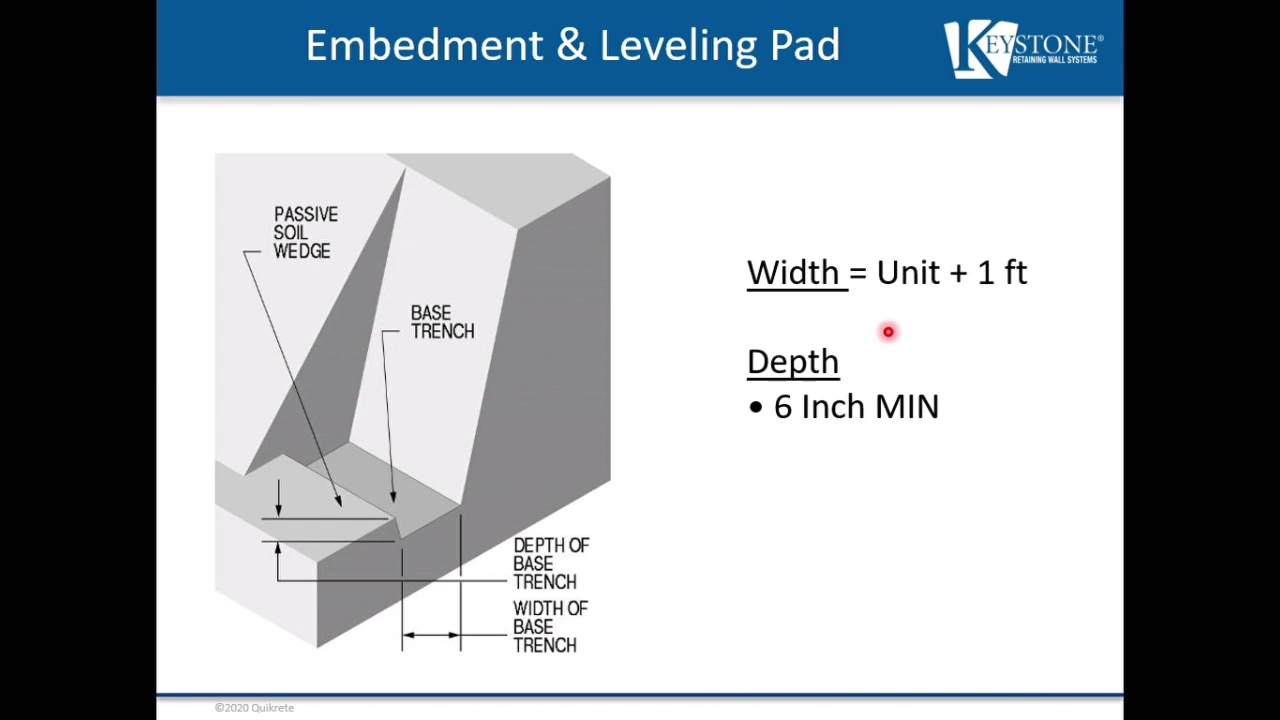 Embedment & Leveling Pad
KEYSTONE®
RETAINING WALL SYSTEMS
PASSIVE
SOIL
WEDGE
BASE
TRENCH
Width = Unit + 1 ft
Depth
• 6 Inch MIN
DEPTH OF
BASE
TRENCH
WIDTH OF
BASE
TRENCH
©2020 Quikrete